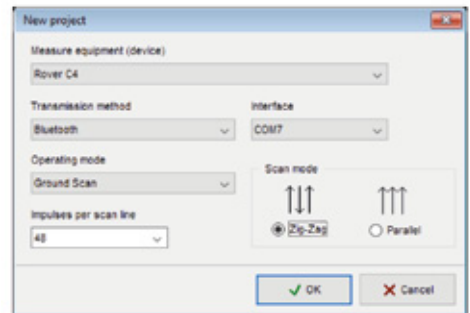 New project
Measure equipment (device)
Rover C4
Transmission method
Interface
Bluetooth
COM7
Operating mode
Ground Scan
Scan mode
Impulses per scan line
48
Zig-Zag
Parallel
OK
Cancel